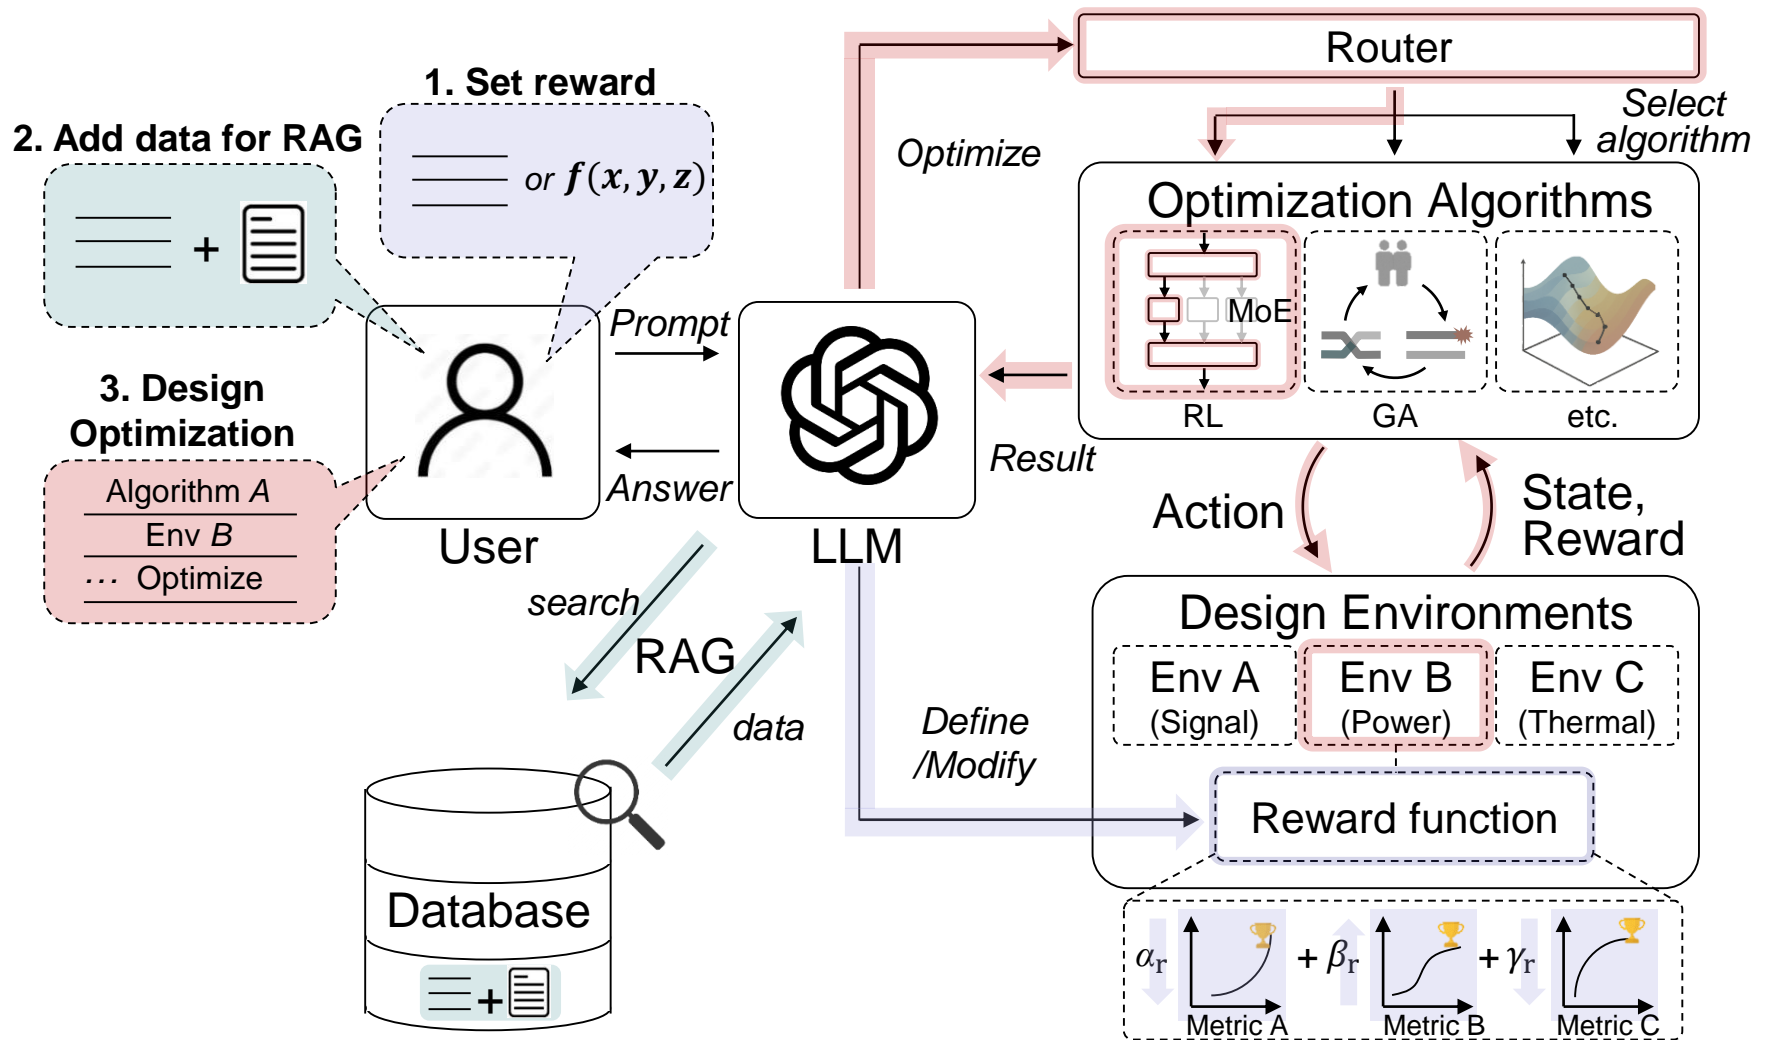 1. Set reward
or f(x, y, z)
2. Add data for RAG
+
3. Design
Optimization
Algorithm A
Env B
... Optimize
User
Prompt
Answer
LLM
search
RAG
data
Database
+
Optimize
Router
Select
algorithm
Optimization Algorithms
MoE
RL
GA
etc.
Result
Action
State,
Reward
Design Environments
Env A
(Signal)
Env B
(Power)
Env C
(Thermal)
Define
/Modify
Reward function
αr + βr + γr
Metric A
Metric B
Metric C